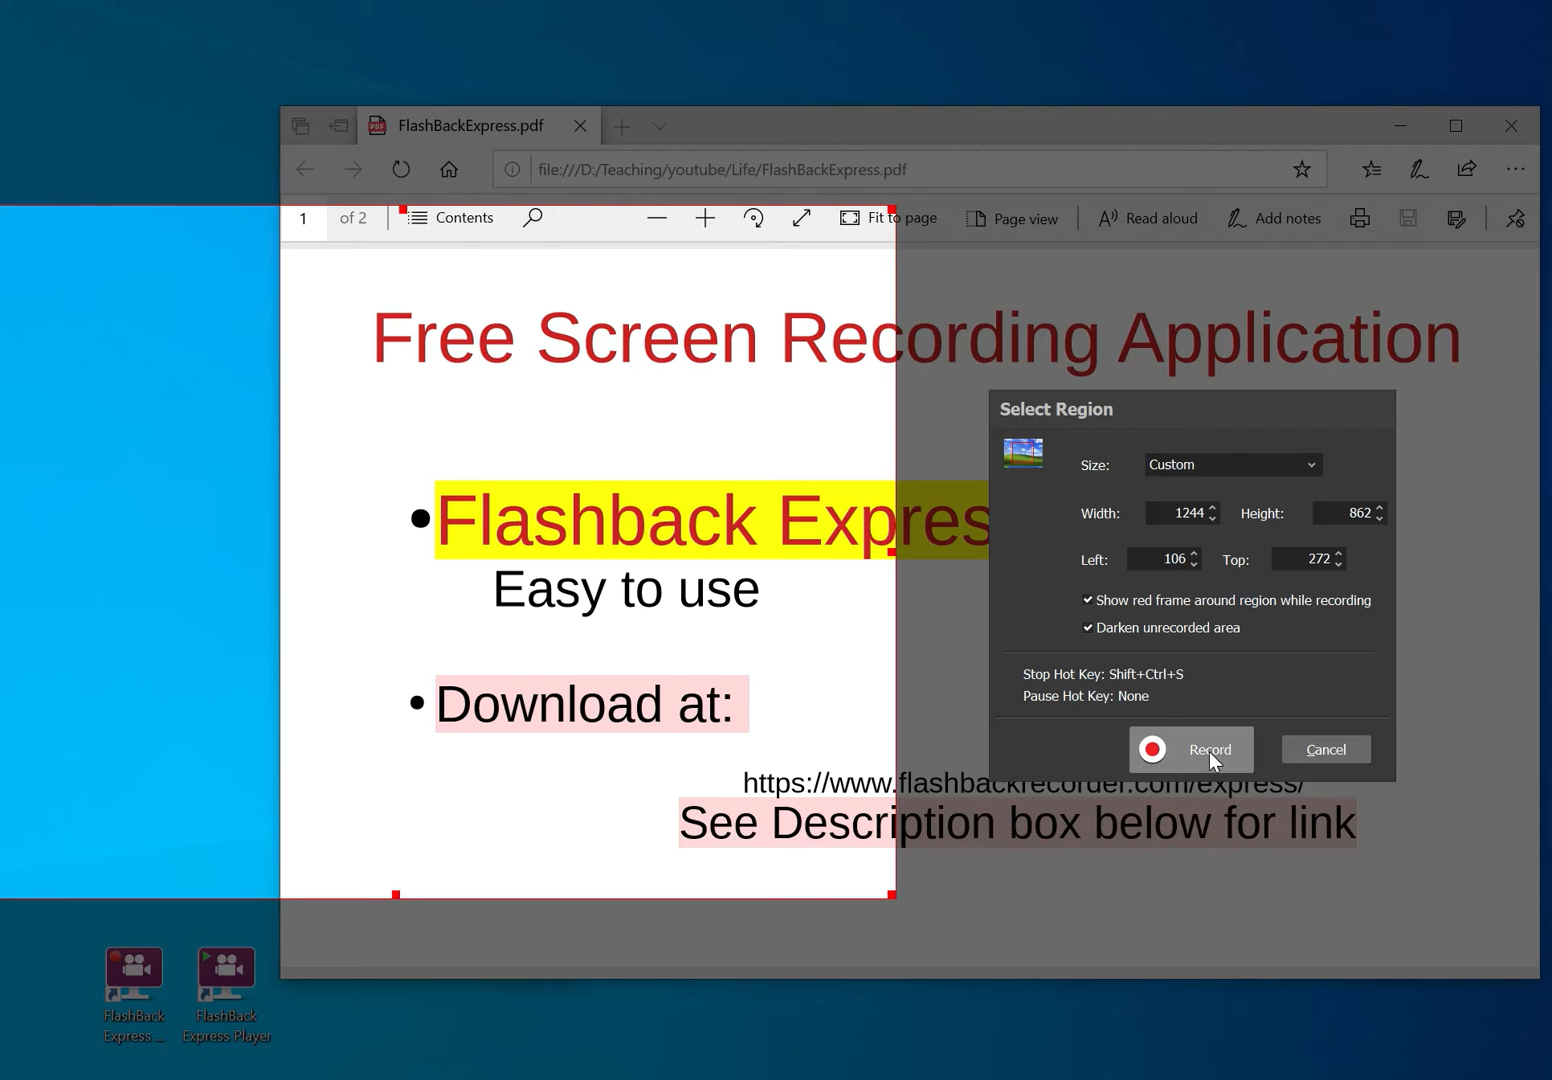 FlashBackExpress.pdf
file:///D:/Teaching/youtube/Life/FlashBackExpress.pdf
1 of 2 Contents Fit to page Page view Read aloud Add notes
Free Screen Recording Application
Select Region
Size: Custom
•Flashback Expres
Width: 1244 Height: 862
Left: 106 Top: 272
Easy to use
Show red frame around region while recording
Darken unrecorded area
Stop Hot Key: Shift+Ctrl+S
Pause Hot Key: None
• Download at:
Record Cancel
https://www.flashbackrecorder.com/express/
See Description box below for link
FlashBack Express ...
FlashBack Express Player